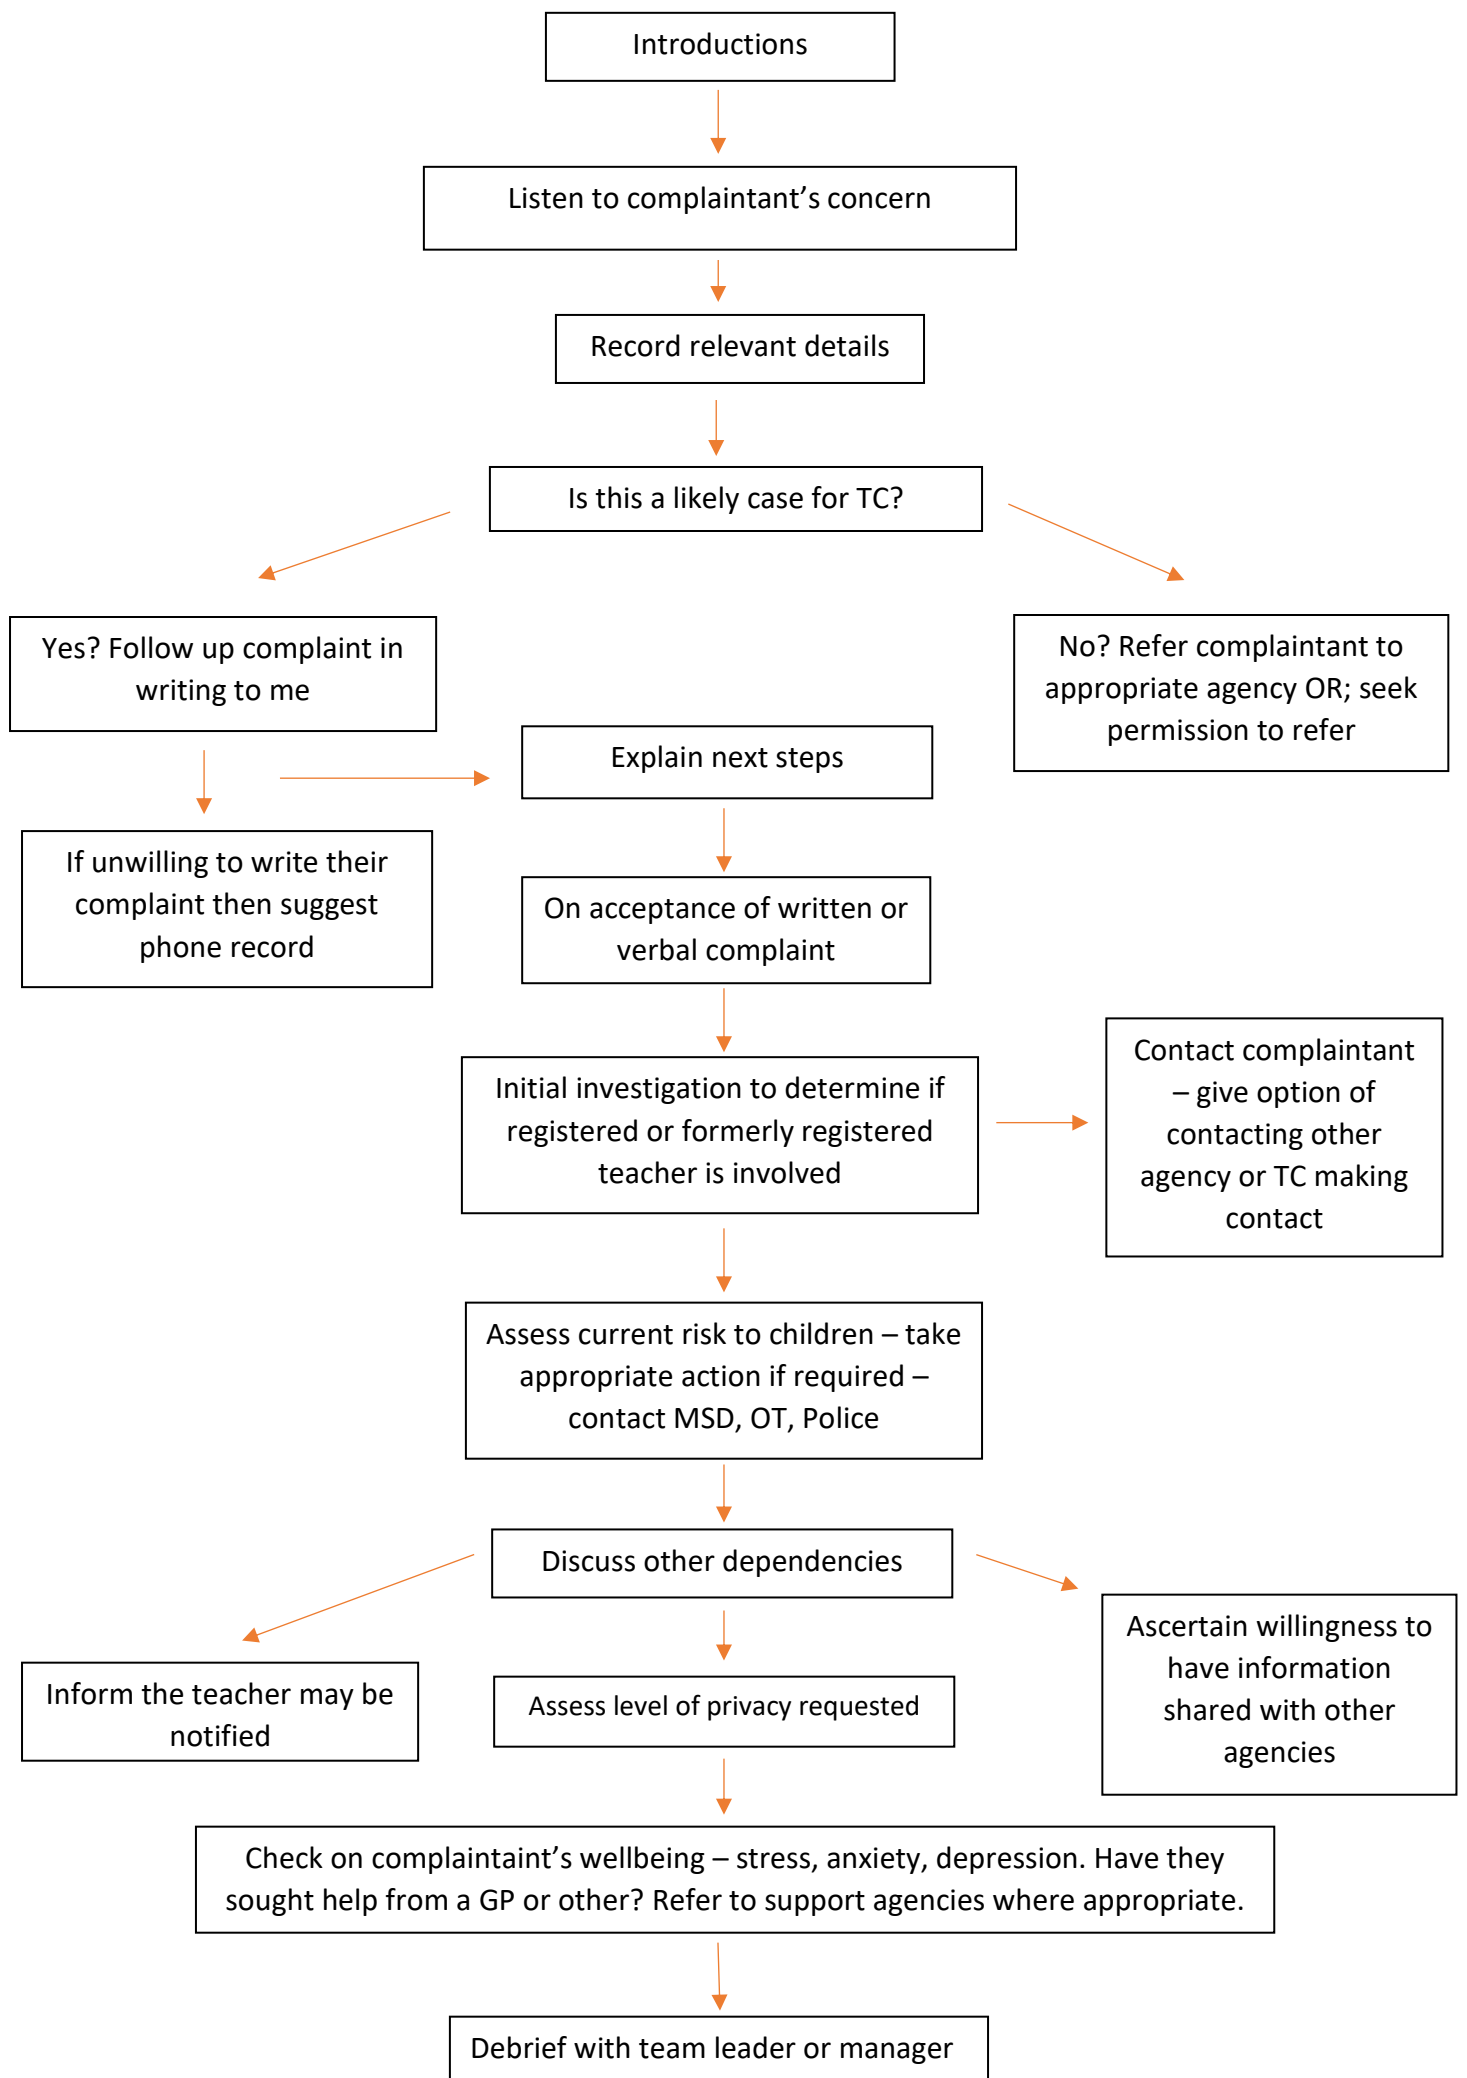 Introductions
Listen to complainant’s concern
Record relevant details
Is this a likely case for TC?
Yes? Follow up complaint in
writing to me
No? Refer complainant to
appropriate agency OR; seek
permission to refer
Explain next steps
If unwilling to write their
complaint then suggest
phone record
On acceptance of written or
verbal complaint
Initial investigation to determine if
registered or formerly registered
teacher is involved
Contact complainant
– give option of
contacting other
agency or TC making
contact
Assess current risk to children – take
appropriate action if required –
contact MSD, OT, Police
Discuss other dependencies
Inform the teacher may be
notified
Assess level of privacy requested
Ascertain willingness to
have information
shared with other
agencies
Check on complaintaint’s wellbeing – stress, anxiety, depression. Have they
sought help from a GP or other? Refer to support agencies where appropriate.
Debrief with team leader or manager